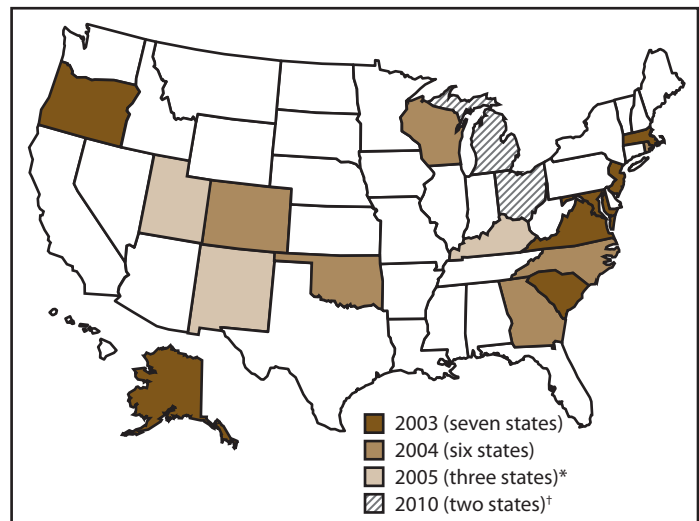 2003 (seven states)
2004 (six states)
2005 (three states)*
2010 (two states)†